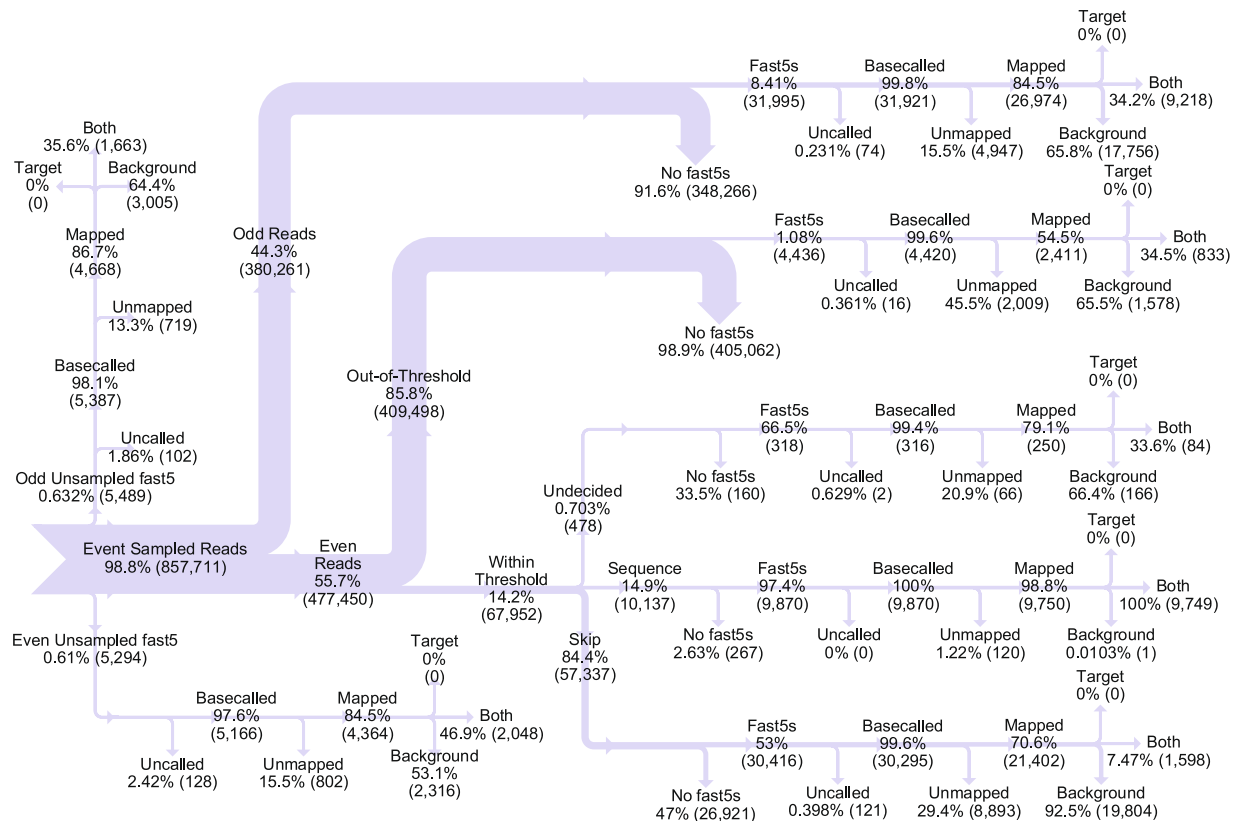 Target
0% (0)
Fast5s
8.41%
(31,995)
Basecalled
99.8%
(31,921)
Mapped
84.5%
(26,974)
Both
34.2% (9,218)
Uncalled
0.231% (74)
Unmapped
15.5% (4,947)
Background
65.8% (17,756)
No fast5s
91.6% (348,266)
Both
35.6% (1,663)
Target
0%
(0)
Background
64.4%
(3,005)
Mapped
86.7%
(4,668)
Unmapped
13.3% (719)
Basecalled
98.1%
(5,387)
Uncalled
1.86% (102)
Odd Unsampled fast5
0.632% (5,489)
Odd Reads
44.3%
(380,261)
Target
0% (0)
Fast5s
1.08%
(4,436)
Basecalled
99.6%
(4,420)
Mapped
54.5%
(2,411)
Both
34.5% (833)
Uncalled
0.361% (16)
Unmapped
45.5% (2,009)
Background
65.5% (1,578)
No fast5s
98.9% (405,062)
Out-of-Threshold
85.8%
(409,498)
Target
0% (0)
Fast5s
66.5%
(318)
Basecalled
99.4%
(316)
Mapped
79.1%
(250)
Both
33.6% (84)
No fast5s
33.5% (160)
Uncalled
0.629% (2)
Unmapped
20.9% (66)
Background
66.4% (166)
Undecided
0.703%
(478)
Event Sampled Reads
98.8% (857,711)
Even
Reads
55.7%
(477,450)
Within
Threshold
14.2%
(67,952)
Target
0% (0)
Sequence
14.9%
(10,137)
Fast5s
97.4%
(9,870)
Basecalled
100%
(9,870)
Mapped
98.8%
(9,750)
Both
100% (9,749)
No fast5s
2.63% (267)
Uncalled
0% (0)
Unmapped
1.22% (120)
Background
0.0103% (1)
Skip
84.4%
(57,337)
Even Unsampled fast5
0.61% (5,294)
Target
0%
(0)
Basecalled
97.6%
(5,166)
Mapped
84.5%
(4,364)
Both
46.9% (2,048)
Uncalled
2.42% (128)
Unmapped
15.5% (802)
Background
53.1%
(2,316)
Target
0% (0)
Fast5s
53%
(30,416)
Basecalled
99.6%
(30,295)
Mapped
70.6%
(21,402)
Both
7.47% (1,598)
No fast5s
47% (26,921)
Uncalled
0.398% (121)
Unmapped
29.4% (8,893)
Background
92.5% (19,804)